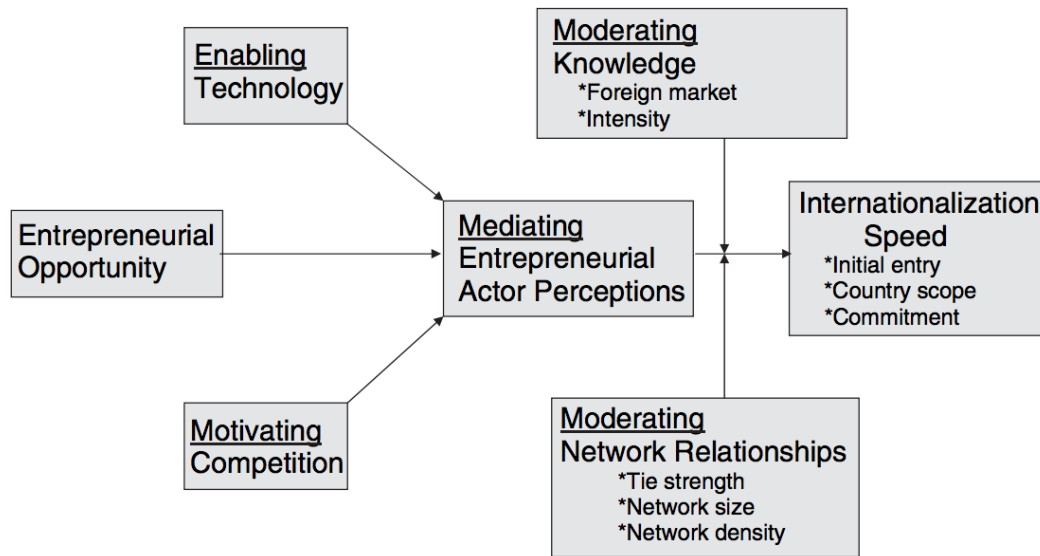 Enabling
Technology
Moderating
Knowledge
*Foreign market
*Intensity
Entrepreneurial
Opportunity
Mediating
Entrepreneurial
Actor Perceptions
Internationalization
Speed
*Initial entry
*Country scope
*Commitment
Motivating
Competition
Moderating
Network Relationships
*Tie strength
*Network size
*Network density